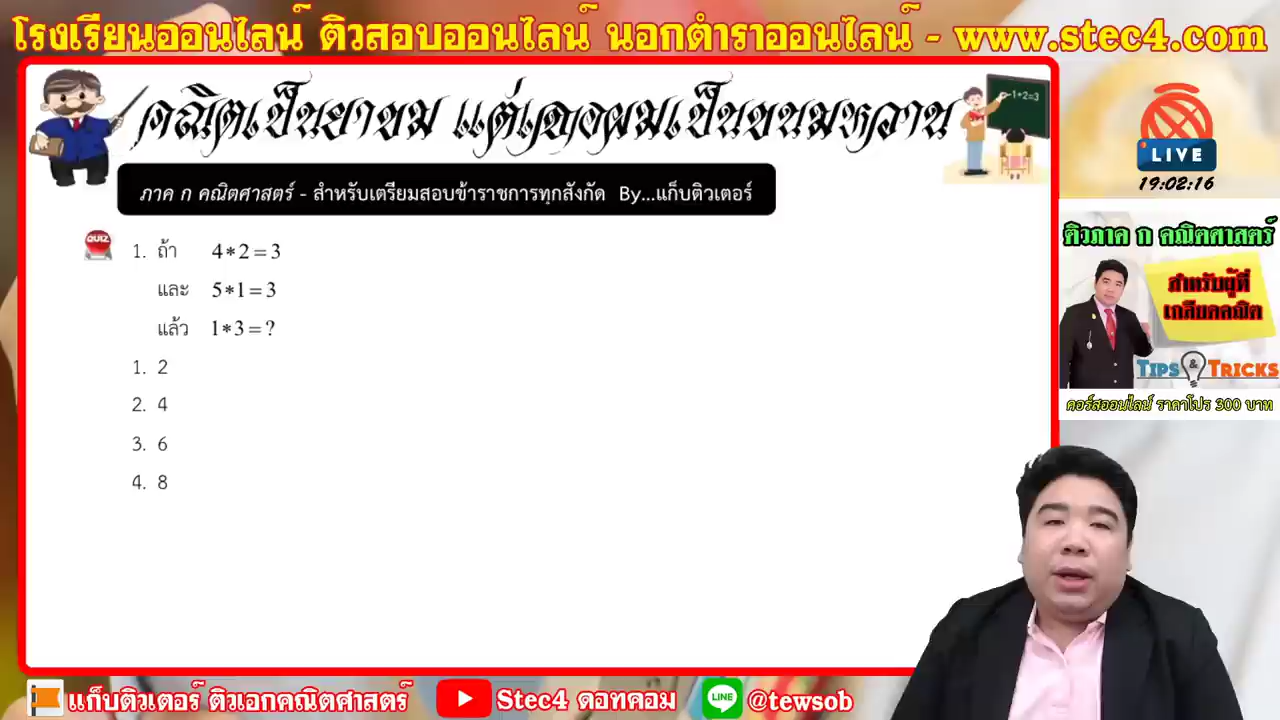 โรงเรียนออนไลน์ ติวสอบออนไลน์ นอกตำราออนไลน์ - www.stec4.com
คณิตเป็นยาขม แต่เกจผมเป็นขนมหวาน
-1+2=3
ภาค ก คณิตศาสตร์ - สำหรับเตรียมสอบข้าราชการทุกสังกัด By...แก็บติวเตอร์
LIVE
19:02:16
QUIZ
1. ถ้า 4*2=3
และ 5*1=3
แล้ว 1*3=?
1. 2
2. 4
3. 6
4. 8
ติวภาค ก คณิตศาสตร์
สำหรับผู้ที่
เกลียดคณิต
TIPS & TRICKS
คอร์สออนไลน์ ราคาโปร 300 บาท
แก็บติวเตอร์ ติวเอกคณิตศาสตร์ Stec4 ดอทคอม LINE @tewsob